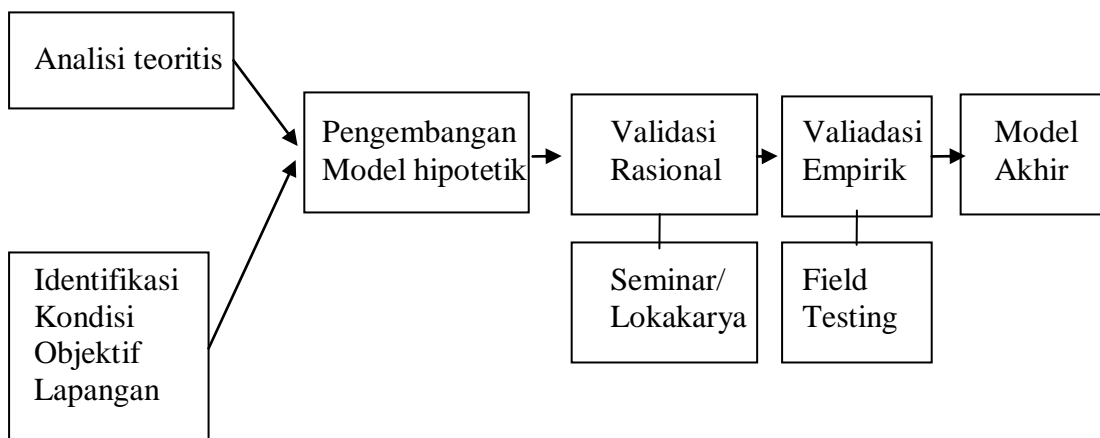 Analisi teoritis
Pengembangan
Model hipotetik
Validasi
Rasional
Valiadasi
Empirik
Model
Akhir
Identifikasi
Kondisi
Objektif
Lapangan
Seminar/
Lokakarya
Field
Testing